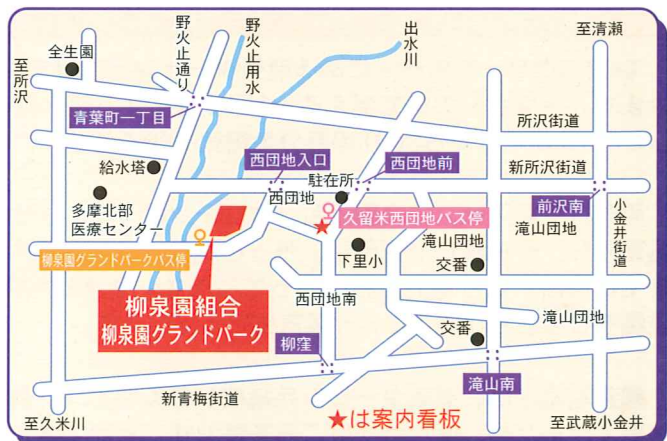 至清瀬
野火止通り
野火止用水
出水川
全生園
至所沢
青葉町一丁目
所沢街道
西団地入口
西団地前
新所沢街道
給水塔
駐在所
西団地
前沢南
多摩北部
医療センター
久留米西団地バス停
小金井街道
滝山団地
滝山団地
柳泉園グランドパークバス停
下里小
交番
柳泉園組合
柳泉園グランドパーク
西団地南
滝山団地
交番
柳窪
滝山南
新青梅街道
★は案内看板
至久米川
至武蔵小金井